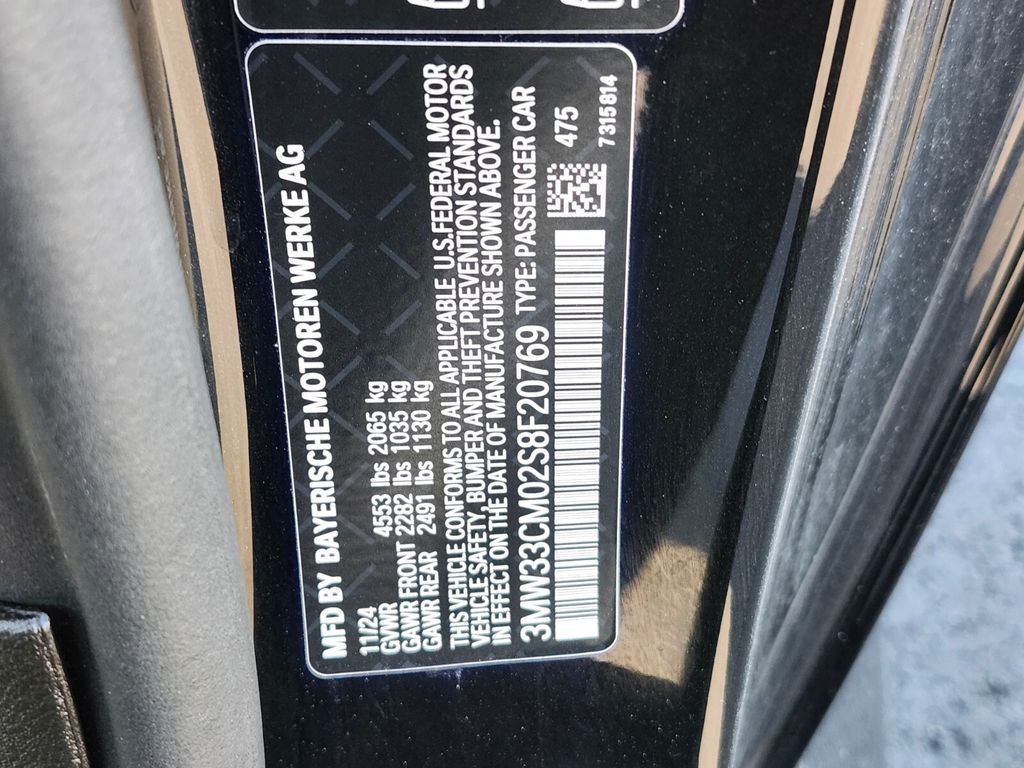 MFD BY BAYERISCHE MOTOREN WERKE AG
11/24
GVWR 4553 lbs 2065 kg
GAWR FRONT 2282 lbs 1035 kg
GAWR REAR 2491 lbs 1130 kg
THIS VEHICLE CONFORMS TO ALL APPLICABLE U.S.FEDERAL MOTOR
VEHICLE SAFETY, BUMPER AND THEFT PREVENTION STANDARDS
IN EFFECT ON THE DATE OF MANUFACTURE SHOWN ABOVE.
3MW33CM02S8F20769 TYPE: PASSENGER CAR
475
7315814